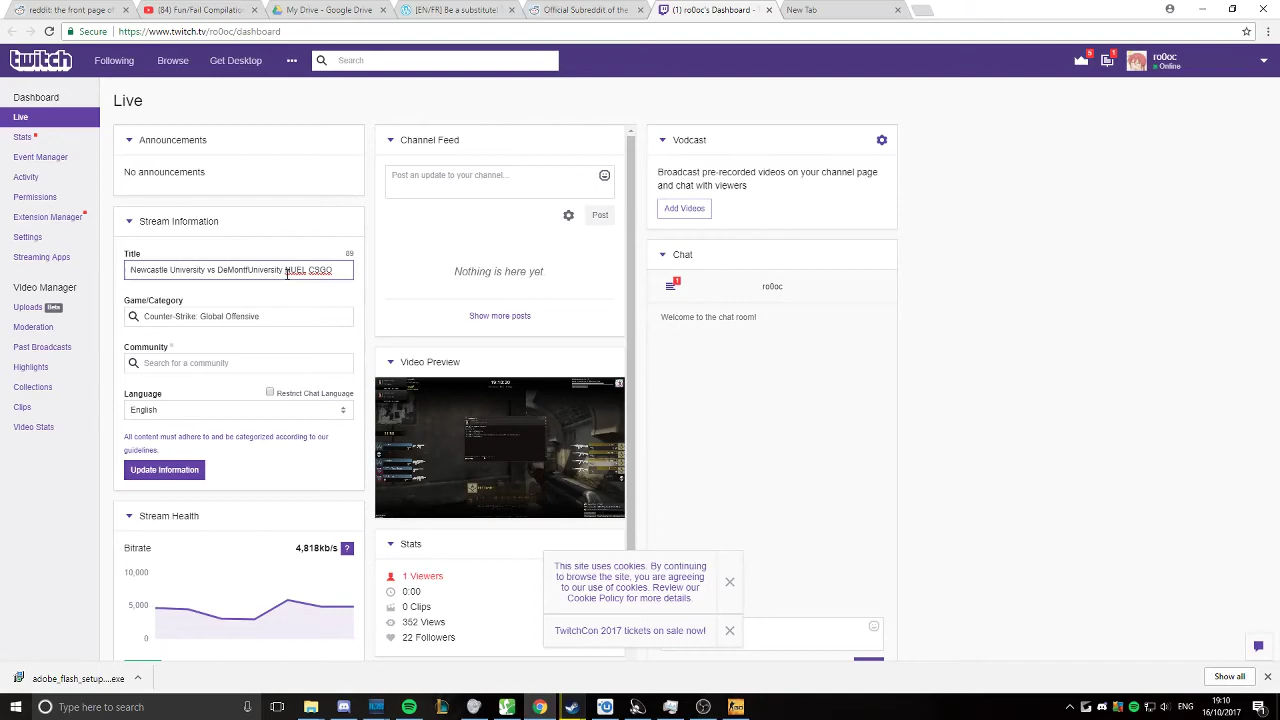 reddit: the front page of th
(84) Fun/Fail Compilation
My Drive - Google Drive
[EN/FR] Be a substitute
Official Subreddit of the
(1) ro0oc's Dashboard -
New Tab
Secure
https://www.twitch.tv/ro0oc/dashboard
twitch
Following
Browse
Get Desktop
Search
5
1
ro0oc
Online
Dashboard
Live
Stats
Event Manager
Activity
Permissions
Extension Manager
Settings
Streaming Apps
Video Manager
Uploads Beta
Moderation
Past Broadcasts
Highlights
Collections
Clips
Video Stats
Live
Announcements
No announcements
Stream Information
Title
89
Newcastle University vs DeMontfUniversity NUEL CSGO
Game/Category
Counter-Strike: Global Offensive
Community
Search for a community
Language
Restrict Chat Language
English
All content must adhere to and be categorized according to our
guidelines.
Update Information
Stream Health
Bitrate
4,818kb/s ?
10,000
5,000
0
Channel Feed
Post an update to your channel...
Post
Nothing is here yet.
Show more posts
Video Preview
Stats
1 Viewers
0:00
0 Clips
352 Views
22 Followers
Vodcast
Broadcast pre-recorded videos on your channel page
and chat with viewers
Add Videos
Chat
1
ro0oc
Welcome to the chat room!
This site uses cookies. By continuing
to browse the site, you are agreeing
to our use of cookies. Review our
Cookie Policy for more details.
TwitchCon 2017 tickets on sale now!
adobe_flash_setup....exe
Show all
Type here to search
ENG
19:10
16/10/2017